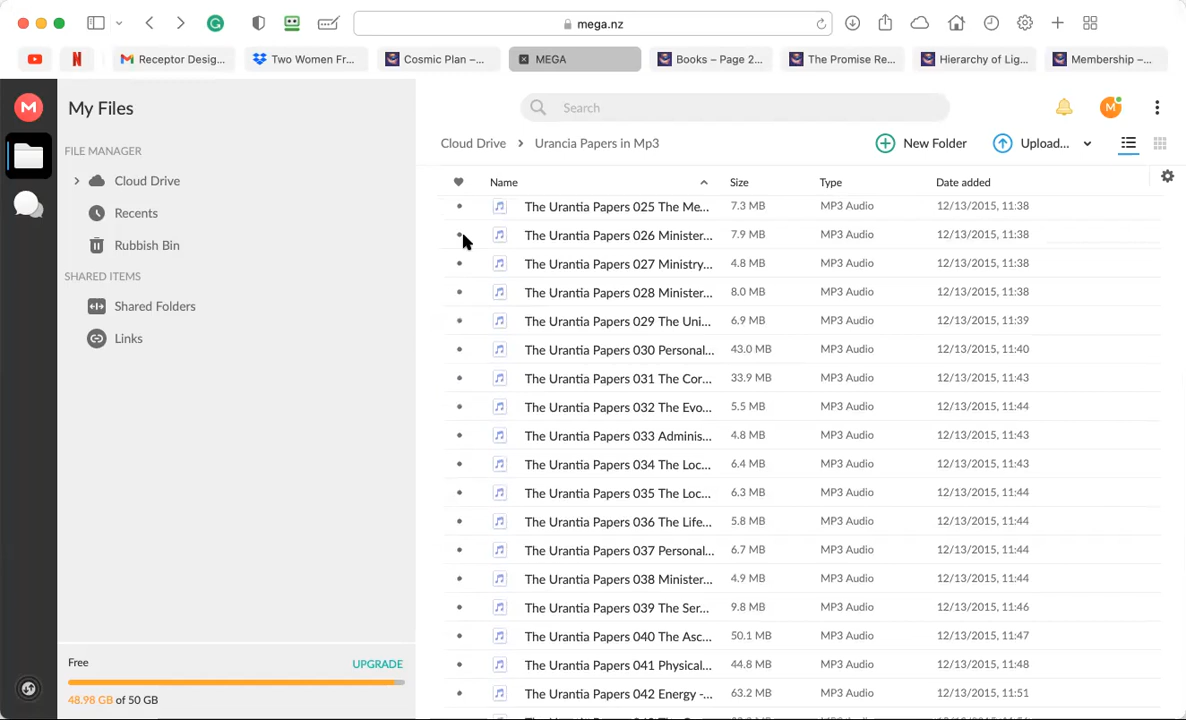 mega.nz
Receptor Desig...
Two Women Fr...
Cosmic Plan –...
MEGA
Books – Page 2...
The Promise Re...
Hierarchy of Lig...
Membership –...
My Files
Search
FILE MANAGER
Cloud Drive
Recents
Rubbish Bin
SHARED ITEMS
Shared Folders
Links
Free UPGRADE
48.98 GB of 50 GB
Cloud Drive > Urancia Papers in Mp3
New Folder Upload...
Name Size Type Date added
The Urantia Papers 025 The Me... 7.3 MB MP3 Audio 12/13/2015, 11:38
The Urantia Papers 026 Minister... 7.9 MB MP3 Audio 12/13/2015, 11:38
The Urantia Papers 027 Ministry... 4.8 MB MP3 Audio 12/13/2015, 11:38
The Urantia Papers 028 Minister... 8.0 MB MP3 Audio 12/13/2015, 11:38
The Urantia Papers 029 The Uni... 6.9 MB MP3 Audio 12/13/2015, 11:39
The Urantia Papers 030 Personal... 43.0 MB MP3 Audio 12/13/2015, 11:40
The Urantia Papers 031 The Cor... 33.9 MB MP3 Audio 12/13/2015, 11:43
The Urantia Papers 032 The Evo... 5.5 MB MP3 Audio 12/13/2015, 11:44
The Urantia Papers 033 Adminis... 4.8 MB MP3 Audio 12/13/2015, 11:43
The Urantia Papers 034 The Loc... 6.4 MB MP3 Audio 12/13/2015, 11:43
The Urantia Papers 035 The Loc... 6.3 MB MP3 Audio 12/13/2015, 11:44
The Urantia Papers 036 The Life... 5.8 MB MP3 Audio 12/13/2015, 11:44
The Urantia Papers 037 Personal... 6.7 MB MP3 Audio 12/13/2015, 11:44
The Urantia Papers 038 Minister... 4.9 MB MP3 Audio 12/13/2015, 11:44
The Urantia Papers 039 The Ser... 9.8 MB MP3 Audio 12/13/2015, 11:46
The Urantia Papers 040 The Asc... 50.1 MB MP3 Audio 12/13/2015, 11:47
The Urantia Papers 041 Physical... 44.8 MB MP3 Audio 12/13/2015, 11:48
The Urantia Papers 042 Energy -... 63.2 MB MP3 Audio 12/13/2015, 11:51